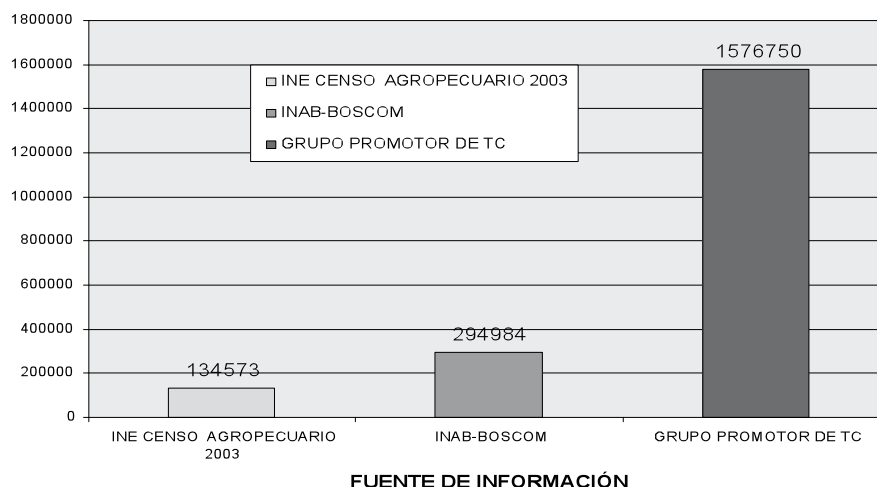 1800000
1600000
1400000
1200000
1000000
800000
600000
400000
200000
0
INE CENSO AGROPECUARIO 2003
INAB-BOSCOM
GRUPO PROMOTOR DE TC
134573
294984
1576750
INE CENSO AGROPECUARIO
2003
INAB-BOSCOM
GRUPO PROMOTOR DE TC
FUENTE DE INFORMACIÓN